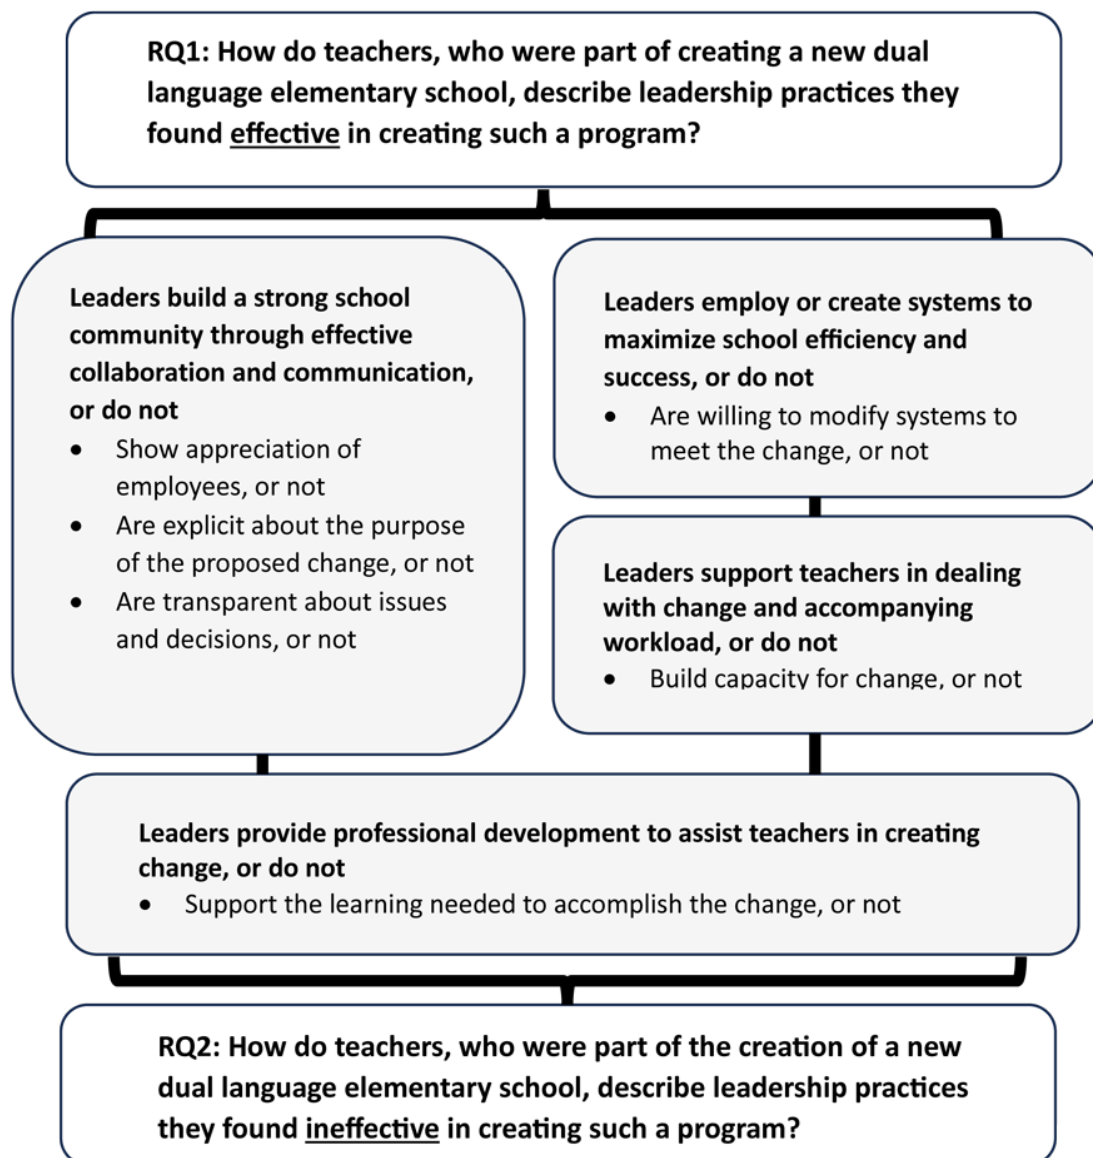 RQ1: How do teachers, who were part of creating a new dual
language elementary school, describe leadership practices they
found effective in creating such a program?
Leaders build a strong school
community through effective
collaboration and communication,
or do not
• Show appreciation of
employees, or not
• Are explicit about the purpose
of the proposed change, or not
• Are transparent about issues
and decisions, or not
Leaders employ or create systems to
maximize school efficiency and
success, or do not
• Are willing to modify systems to
meet the change, or not
Leaders support teachers in dealing
with change and accompanying
workload, or do not
• Build capacity for change, or not
Leaders provide professional development to assist teachers in creating
change, or do not
• Support the learning needed to accomplish the change, or not
RQ2: How do teachers, who were part of the creation of a new
dual language elementary school, describe leadership practices
they found ineffective in creating such a program?